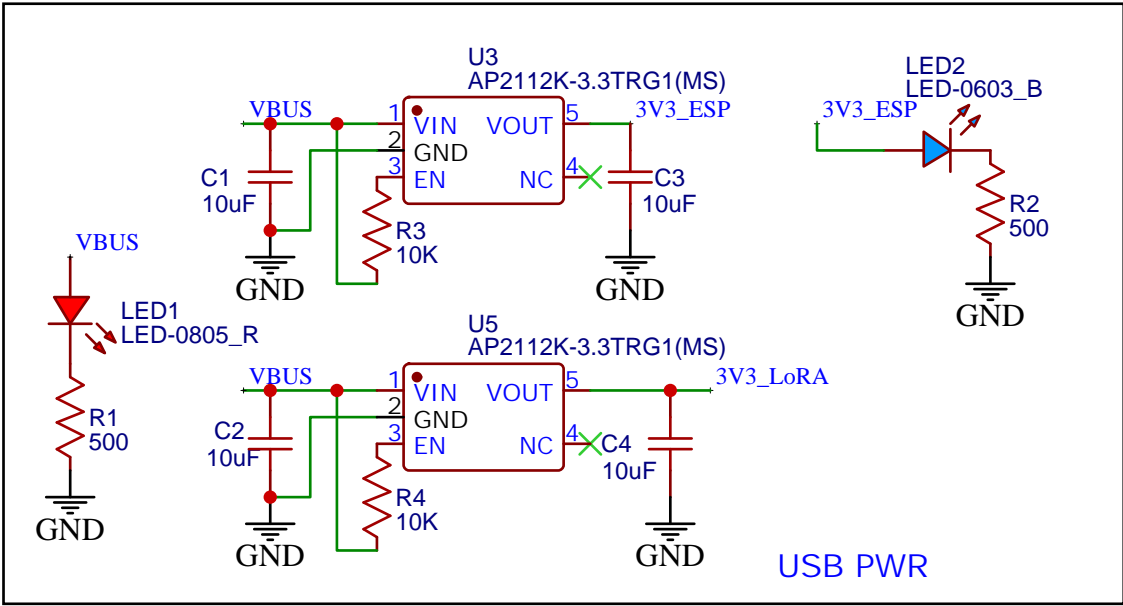 U3
AP2112K-3.3TRG1(MS)
VBUS
1
VIN
VOUT
5
3V3_ESP
2
GND
3
EN
NC
4
C1
10uF
C3
10uF
R3
10K
GND
GND
LED2
LED-0603_B
3V3_ESP
R2
500
GND
VBUS
LED1
LED-0805_R
R1
500
GND
U5
AP2112K-3.3TRG1(MS)
VBUS
1
VIN
VOUT
5
3V3_LoRA
2
GND
3
EN
NC
4
C2
10uF
C4
10uF
R4
10K
GND
GND
USB PWR